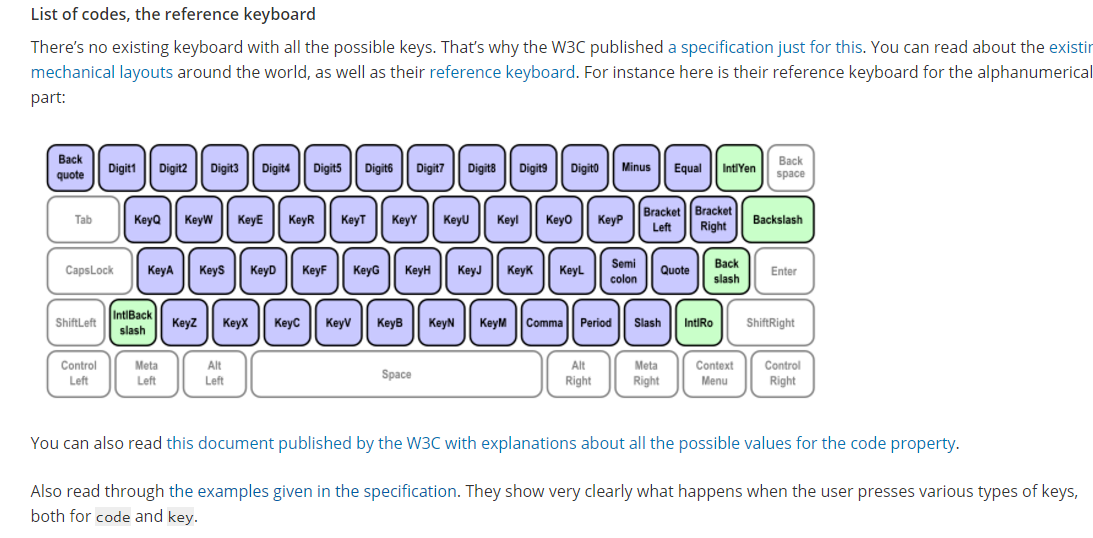 List of codes, the reference keyboard
There’s no existing keyboard with all the possible keys. That’s why the W3C published a specification just for this. You can read about the
mechanical layouts around the world, as well as their reference keyboard. For instance here is their reference keyboard for the alphanumerical
part:
Back quote Digit1 Digit2 Digit3 Digit4 Digit5 Digit6 Digit7 Digit8 Digit9 Digit0 Minus Equal IntlYen Back space
Tab KeyQ KeyW KeyE KeyR KeyT KeyY KeyU KeyI KeyO KeyP Bracket Left Bracket Right Backslash
CapsLock KeyA KeyS KeyD KeyF KeyG KeyH KeyJ KeyK KeyL Semi colon Quote Back slash Enter
ShiftLeft IntlBack slash KeyZ KeyX KeyC KeyV KeyB KeyN KeyM Comma Period Slash IntlRo ShiftRight
Control Left Meta Left Alt Left Space Alt Right Meta Right Context Menu Control Right
You can also read this document published by the W3C with explanations about all the possible values for the code property.
Also read through the examples given in the specification. They show very clearly what happens when the user presses various types of keys,
both for code and key.